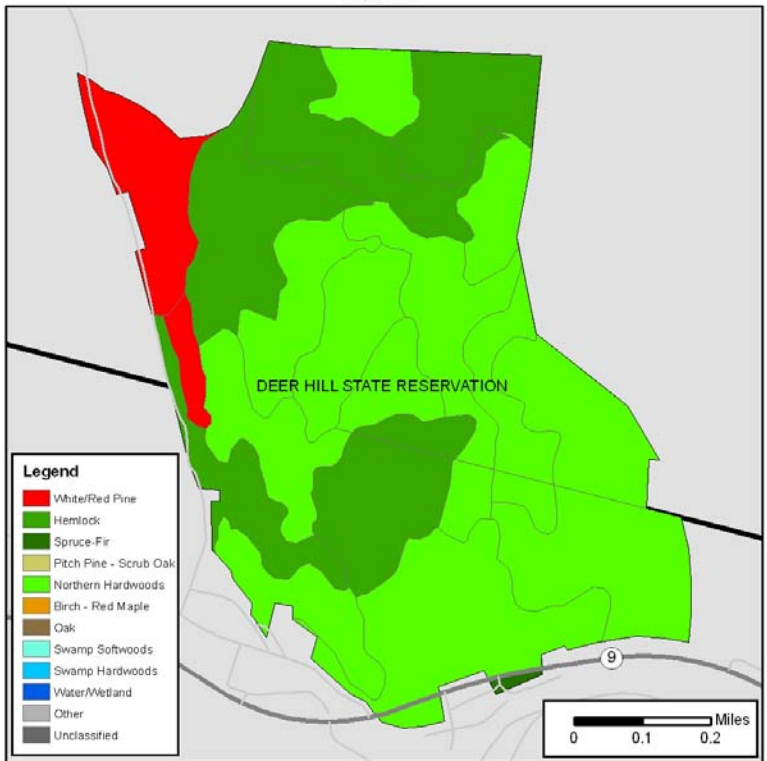 DEER HILL STATE RESERVATION
Legend
White/Red Pine
Hemlock
Spruce-Fir
Pitch Pine - Scrub Oak
Northern Hardwoods
Birch - Red Maple
Oak
Swamp Softwoods
Swamp Hardwoods
Water/Wetland
Other
Unclassified
9
Miles
0 0.1 0.2